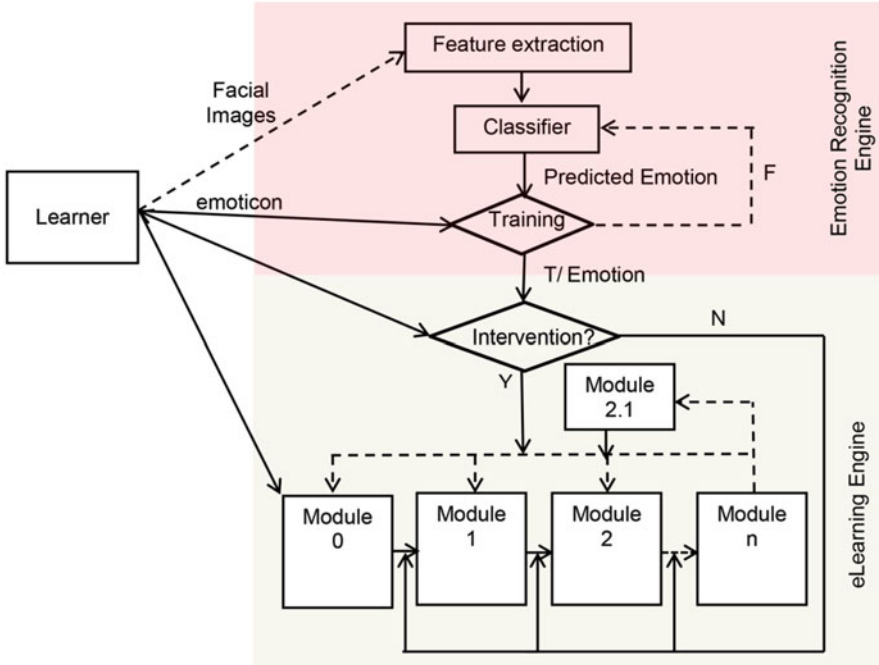 Feature extraction
Facial
Images
Classifier
Predicted Emotion
F
Emotion Recognition
Engine
Learner
emoticon
Training
T/ Emotion
Intervention?
N
Y
Module
2.1
eLearning Engine
Module
0
Module
1
Module
2
Module
n